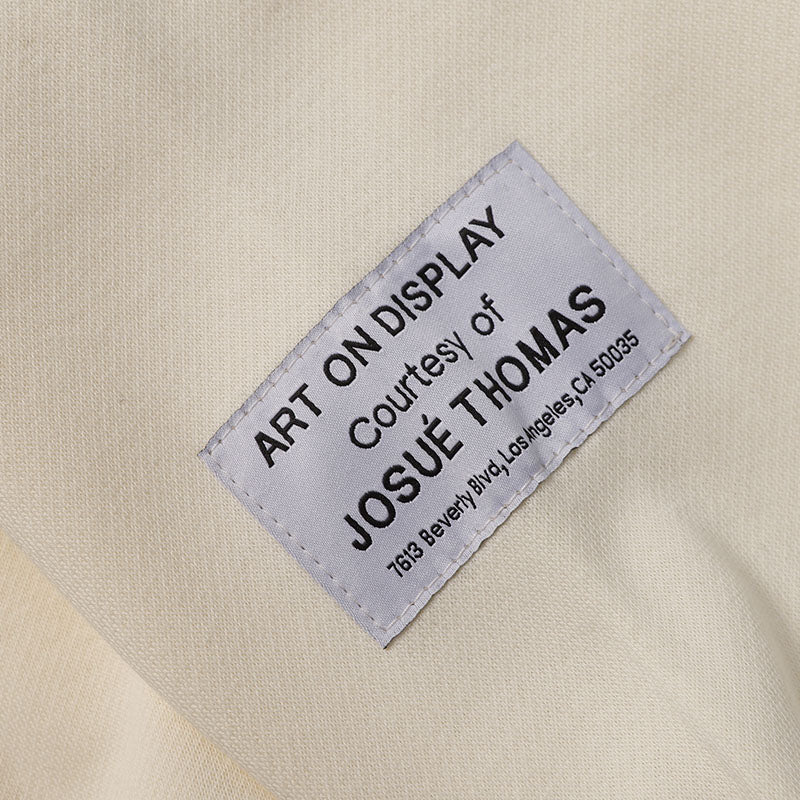 ART ON DISPLAY
Courtesy of
JOSUÉ THOMAS
7613 Beverly Blvd, Los Angeles, CA 50035